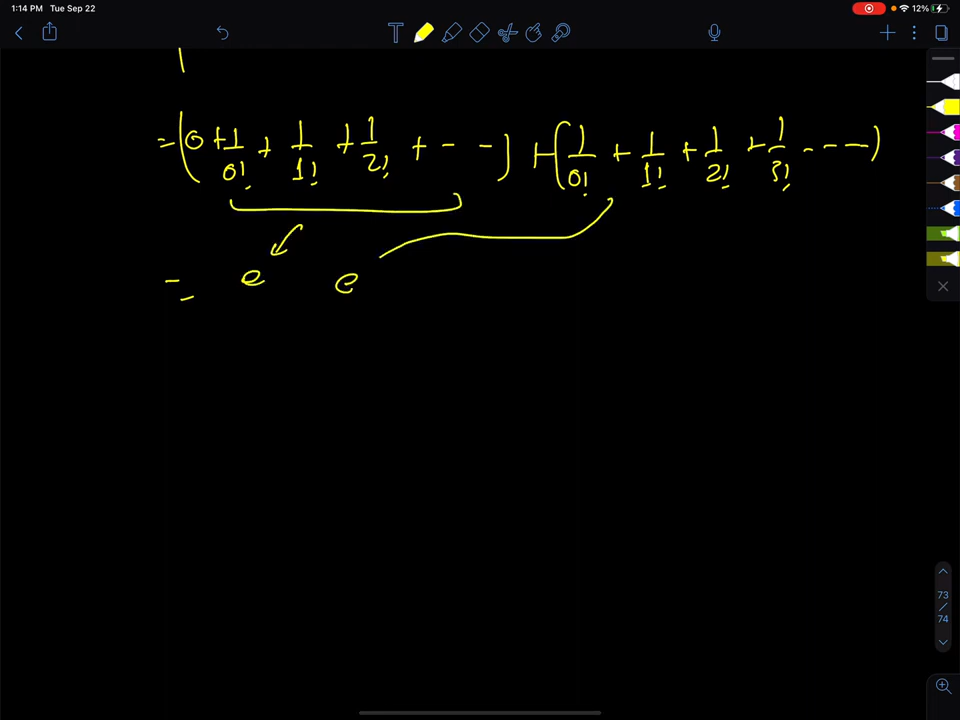 1:14 PM Tue Sep 22
12%
T
= (0 + 1/0! + 1/1! + 1/2! + - - ) + ( 1/0! + 1/1! + 1/2! + 1/3! - - - - )
= e e
73
/
74